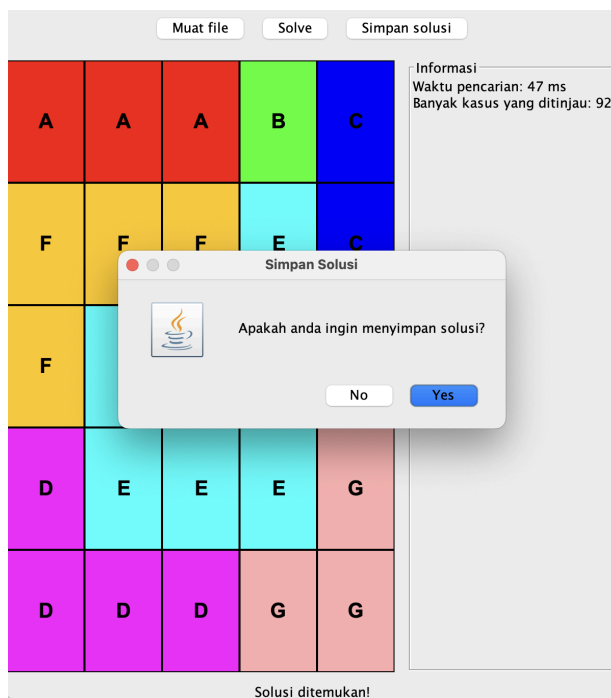 Muat file Solve Simpan solusi
Informasi
Waktu pencarian: 47 ms
Banyak kasus yang ditinjau: 92
A A A B C
F F F E C
Simpan Solusi
Apakah anda ingin menyimpan solusi?
No Yes
F
D E E E G
D D D G G
Solusi ditemukan!